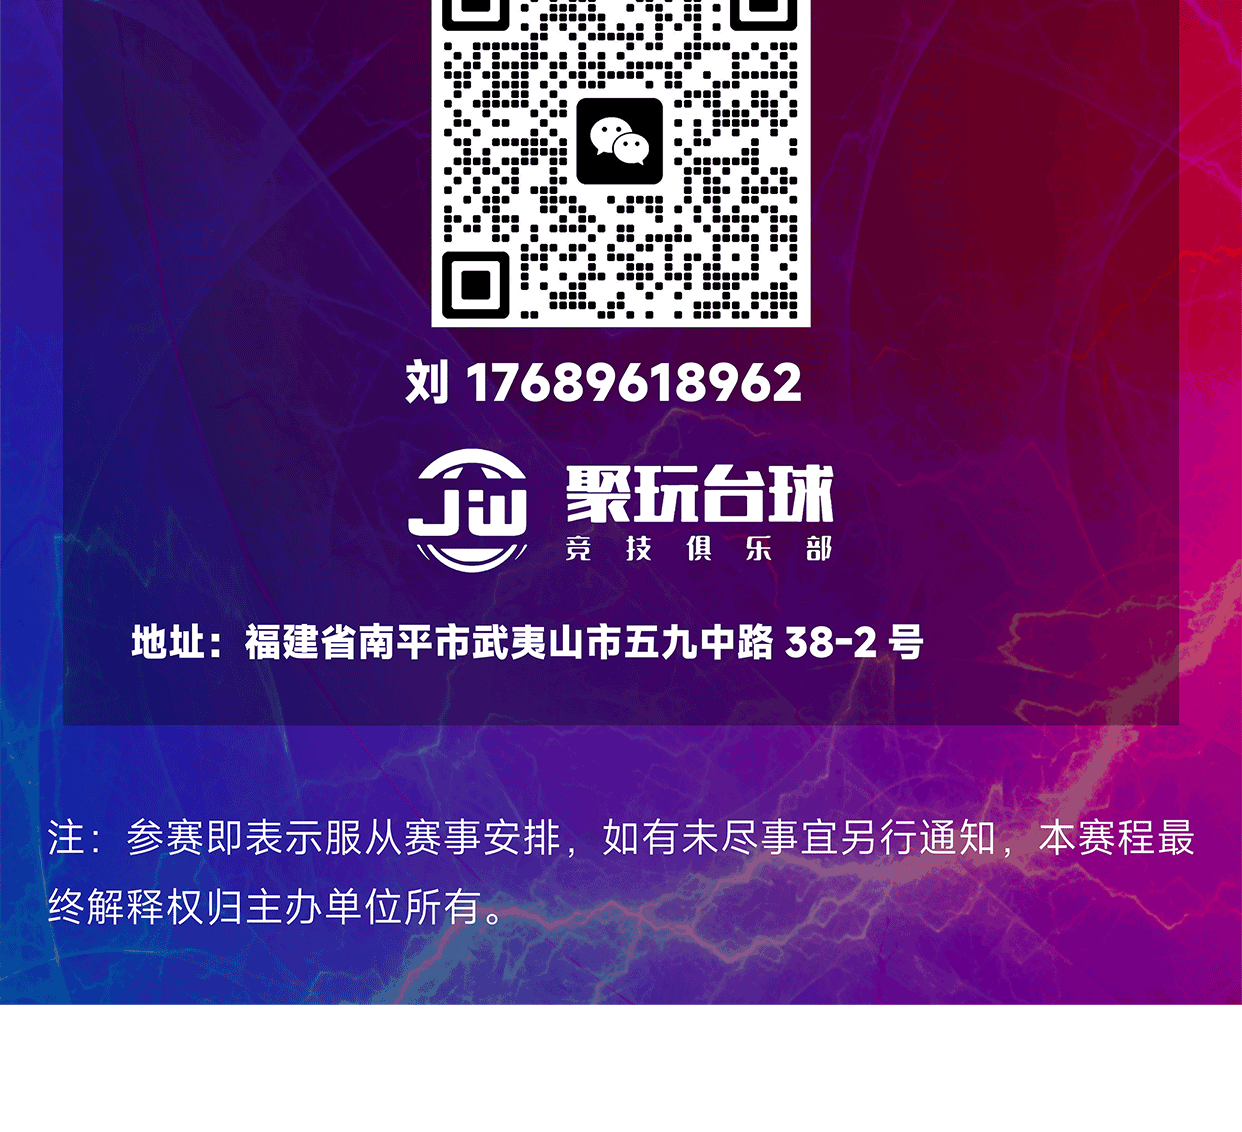 刘 17689618962
JW
聚玩台球
竞技俱乐部
地址：福建省南平市武夷山市五九中路 38-2 号
注：参赛即表示服从赛事安排，如有未尽事宜另行通知，本赛程最
终解释权归主办单位所有。